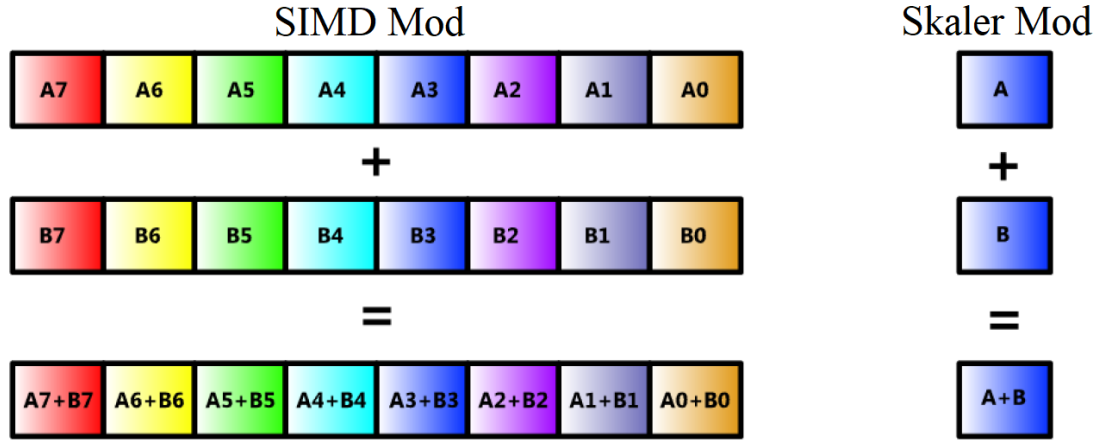 SIMD Mod Skaler Mod
A7 A6 A5 A4 A3 A2 A1 A0 A
+ +
B7 B6 B5 B4 B3 B2 B1 B0 B
= =
A7+B7 A6+B6 A5+B5 A4+B4 A3+B3 A2+B2 A1+B1 A0+B0 A+B